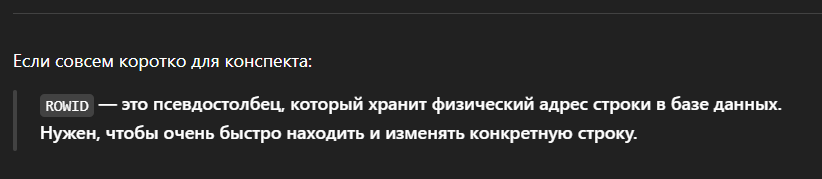 Если совсем коротко для конспекта:
ROWID — это псевдостолбец, который хранит физический адрес строки в базе данных.
Нужен, чтобы очень быстро находить и изменять конкретную строку.